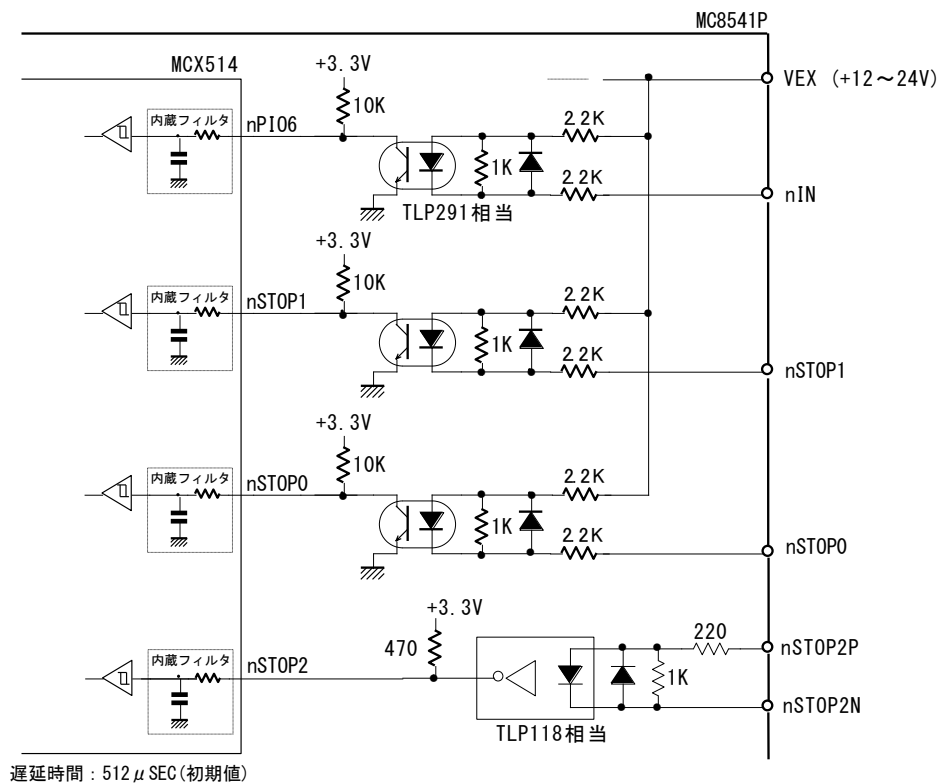 MC8541P
MCX514
+3.3V
VEX (+12～24V)
内蔵フィルタ
nPIO6
10K
2.2K
1K
2.2K
nIN
TLP291相当
+3.3V
内蔵フィルタ
nSTOP1
10K
2.2K
1K
2.2K
nSTOP1
+3.3V
内蔵フィルタ
nSTOP0
10K
2.2K
1K
2.2K
nSTOP0
+3.3V
内蔵フィルタ
nSTOP2
470
220
nSTOP2P
1K
nSTOP2N
TLP118相当
遅延時間：512μSEC(初期値)